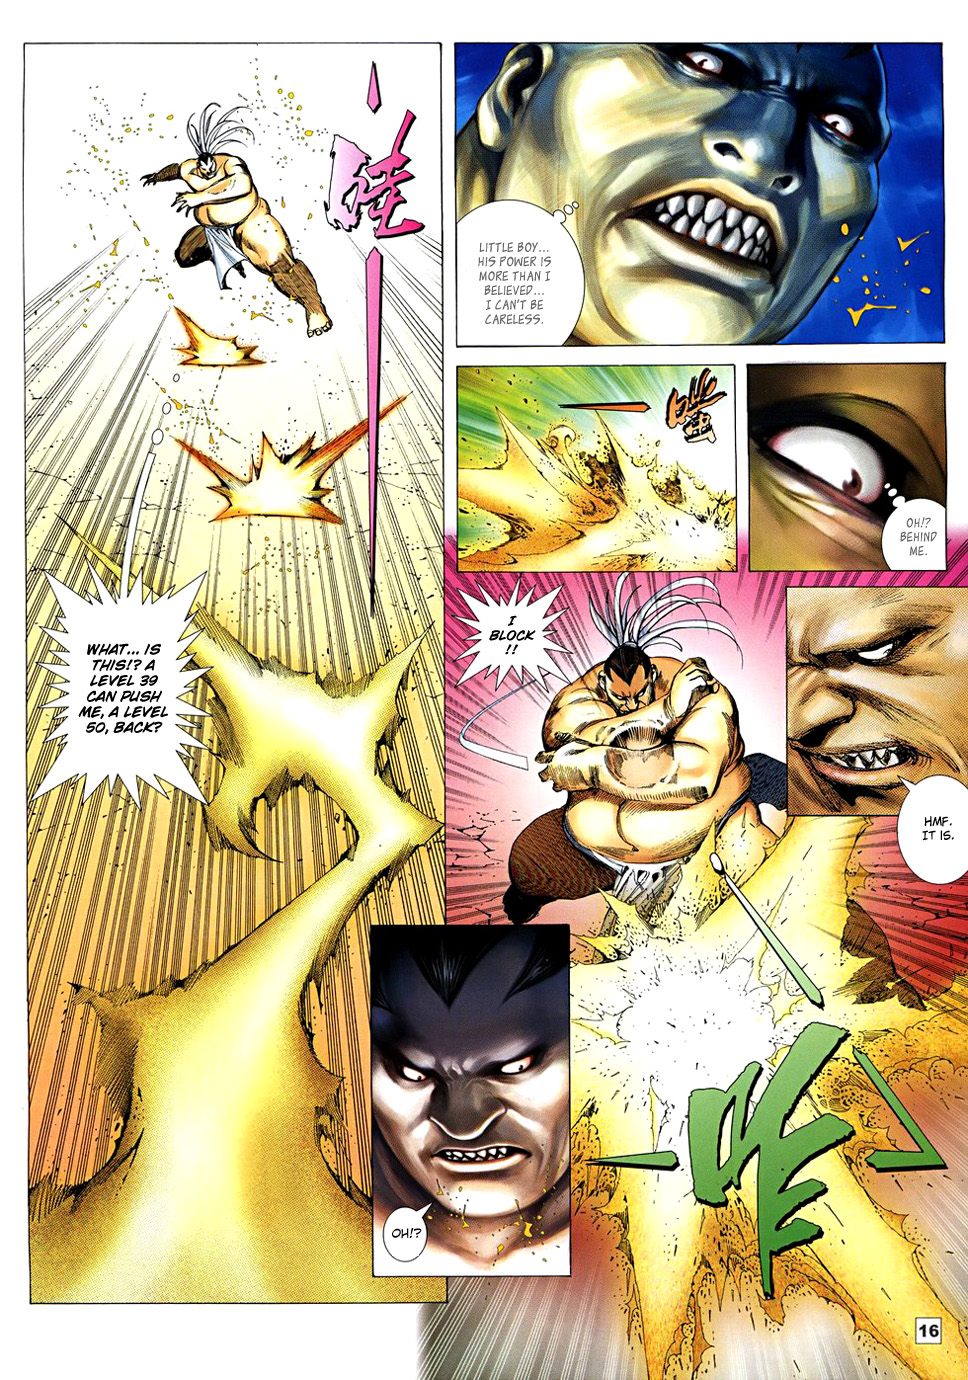 哇
WHAT... IS
THIS!? A
LEVEL 39
CAN PUSH
ME, A LEVEL
50, BACK?
LITTLE BOY...
HIS POWER IS
MORE THAN I
BELIEVED...
I CAN'T BE
CARELESS.
OH!?
BEHIND
ME.
I
BLOCK
!!
HMF.
IT IS.
OH!?
16